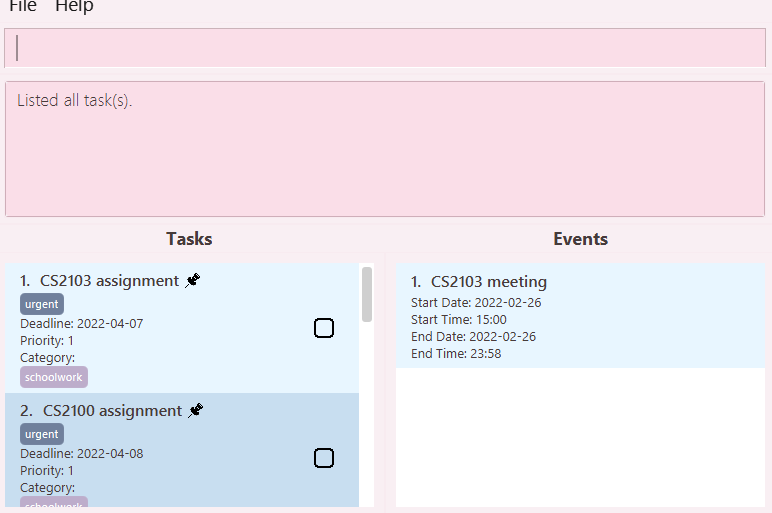 File Help
Listed all task(s).
Tasks
1. CS2103 assignment
urgent
Deadline: 2022-04-07
Priority: 1
Category:
schoolwork
2. CS2100 assignment
urgent
Deadline: 2022-04-08
Priority: 1
Category:
schoolwork
Events
1. CS2103 meeting
Start Date: 2022-02-26
Start Time: 15:00
End Date: 2022-02-26
End Time: 23:58